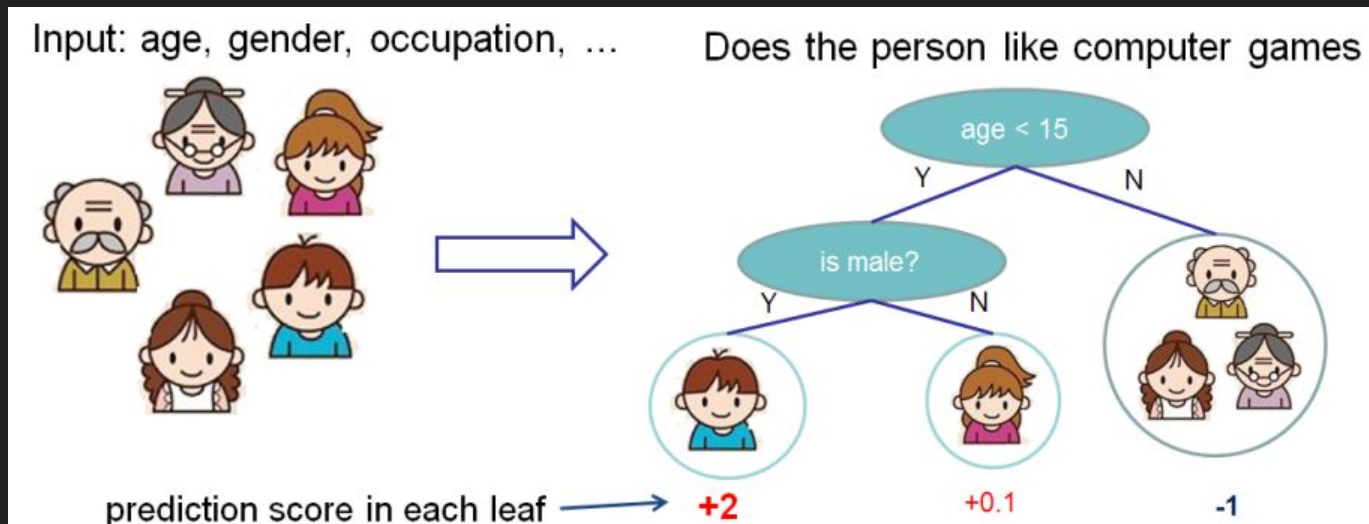 Input: age, gender, occupation, ...
Does the person like computer games
age < 15
Y
N
is male?
Y
N
prediction score in each leaf
+2
+0.1
-1